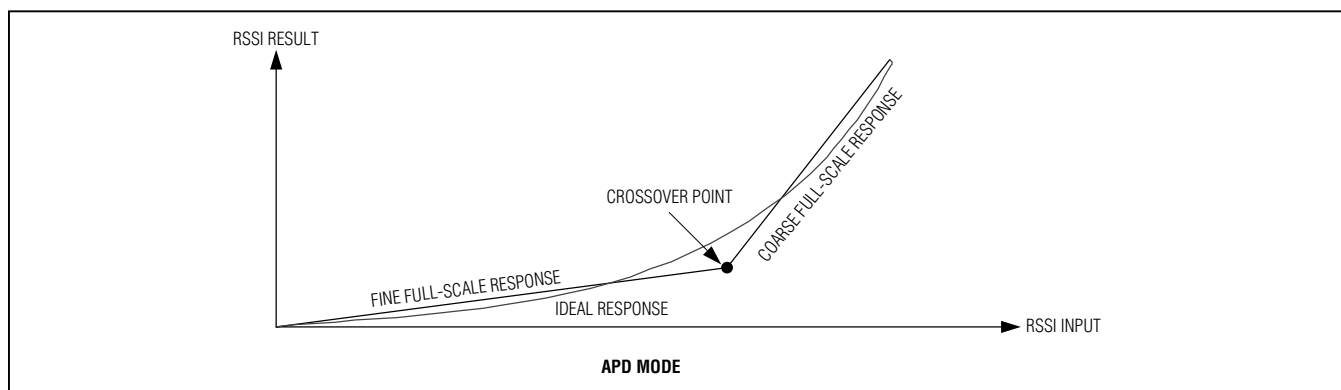 RSSI RESULT
COARSE FULL-SCALE RESPONSE
CROSSOVER POINT
FINE FULL-SCALE RESPONSE
IDEAL RESPONSE
RSSI INPUT
APD MODE